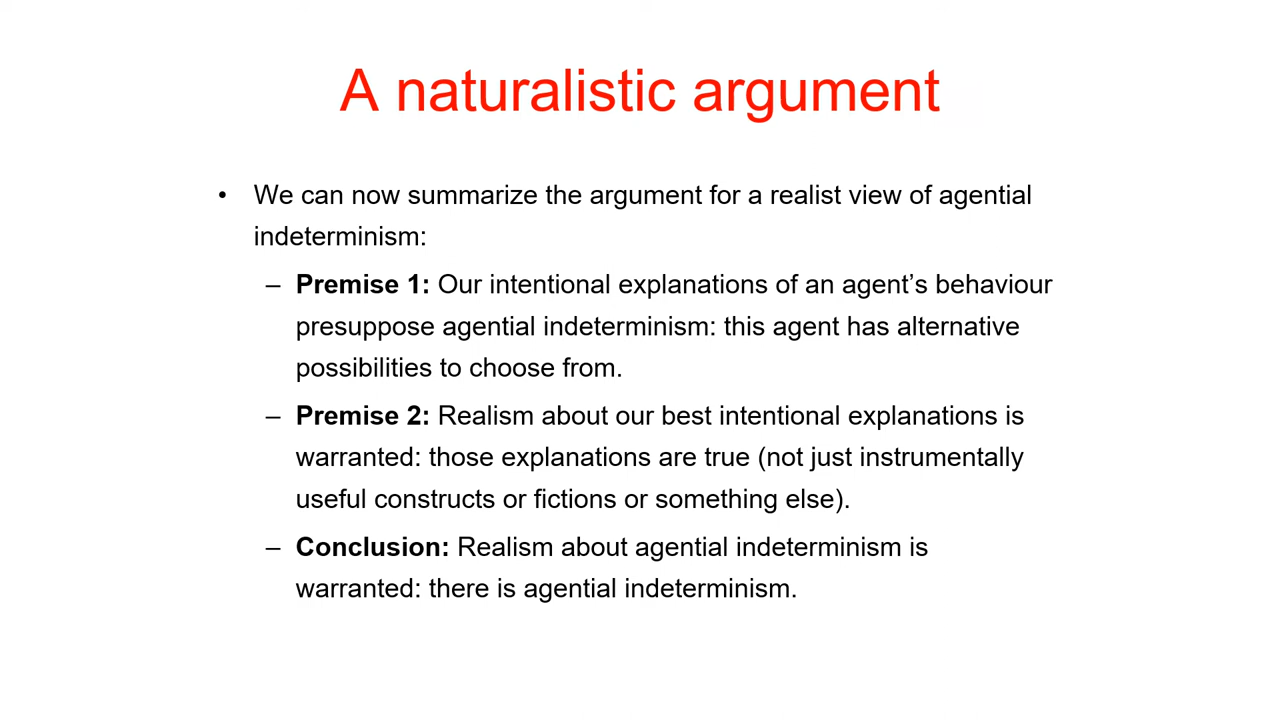 A naturalistic argument
• We can now summarize the argument for a realist view of agential
indeterminism:
– Premise 1: Our intentional explanations of an agent’s behaviour
presuppose agential indeterminism: this agent has alternative
possibilities to choose from.
– Premise 2: Realism about our best intentional explanations is
warranted: those explanations are true (not just instrumentally
useful constructs or fictions or something else).
– Conclusion: Realism about agential indeterminism is
warranted: there is agential indeterminism.